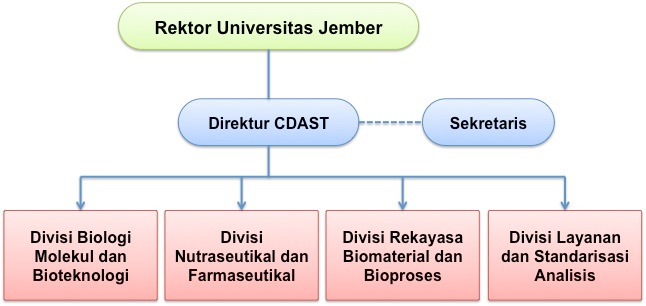 Rektor Universitas Jember
Direktur CDAST
Sekretaris
Divisi Biologi
Molekul dan
Bioteknologi
Divisi
Nutraseutikal dan
Farmaseutikal
Divisi Rekayasa
Biomaterial dan
Bioproses
Divisi Layanan
dan Standarisasi
Analisis